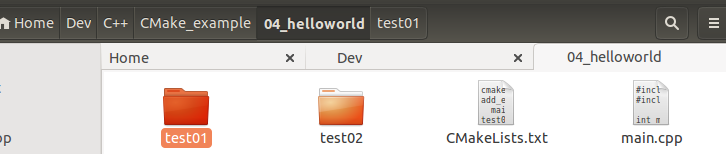 Home Dev C++ CMake_example 04_helloworld test01
Home Dev 04_helloworld
cmake #incl
add_e #incl
mai
test0 int m
pp test01 test02 CMakeLists.txt main.cpp